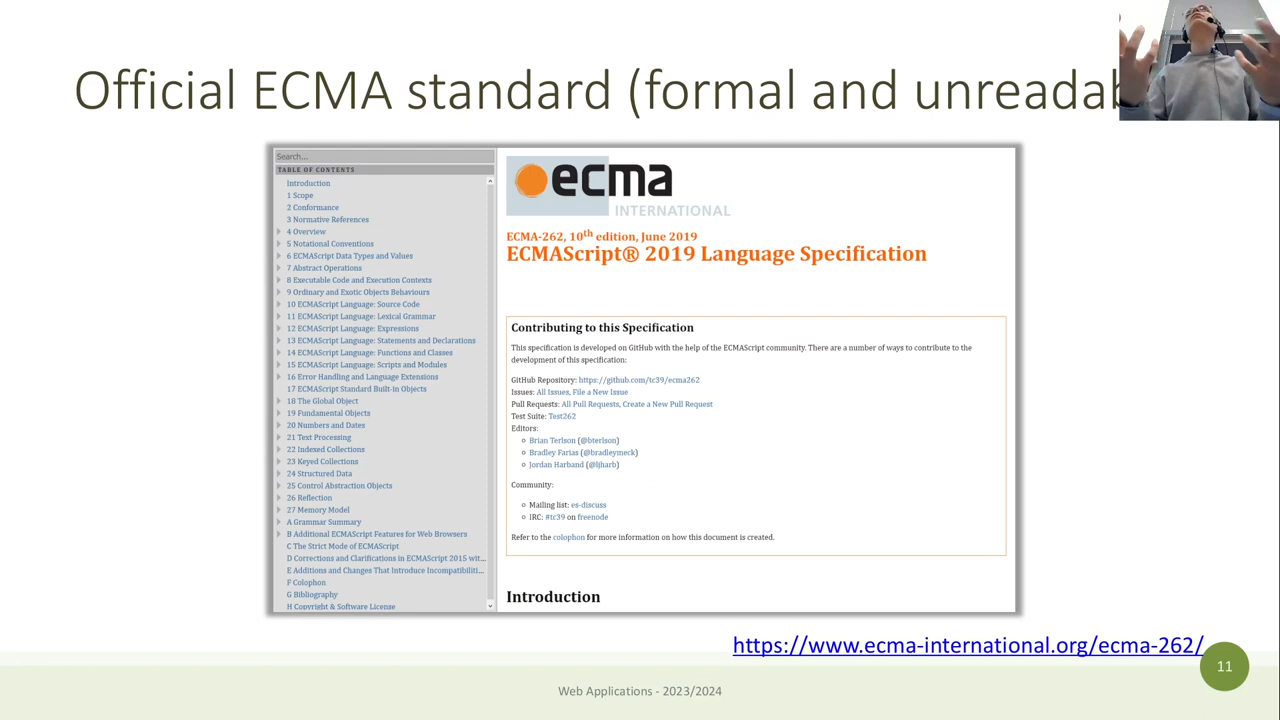 Official ECMA standard (formal and unreadab
Search...
TABLE OF CONTENTS
Introduction
1 Scope
2 Conformance
3 Normative References
4 Overview
5 Notational Conventions
6 ECMAScript Data Types and Values
7 Abstract Operations
8 Executable Code and Execution Contexts
9 Ordinary and Exotic Objects Behaviours
10 ECMAScript Language: Source Code
11 ECMAScript Language: Lexical Grammar
12 ECMAScript Language: Expressions
13 ECMAScript Language: Statements and Declarations
14 ECMAScript Language: Functions and Classes
15 ECMAScript Language: Scripts and Modules
16 Error Handling and Language Extensions
17 ECMAScript Standard Built-in Objects
18 The Global Object
19 Fundamental Objects
20 Numbers and Dates
21 Text Processing
22 Indexed Collections
23 Keyed Collections
24 Structured Data
25 Control Abstraction Objects
26 Reflection
27 Memory Model
A Grammar Summary
B Additional ECMAScript Features for Web Browsers
C The Strict Mode of ECMAScript
D Corrections and Clarifications in ECMAScript 2015 wit...
E Additions and Changes That Introduce Incompatibiliti...
F Colophon
G Bibliography
H Copyright & Software License
ecma
INTERNATIONAL
ECMA-262, 10th edition, June 2019
ECMAScript® 2019 Language Specification
Contributing to this Specification
This specification is developed on GitHub with the help of the ECMAScript community. There are a number of ways to contribute to the
development of this specification:
GitHub Repository: https://github.com/tc39/ecma262
Issues: All Issues, File a New Issue
Pull Requests: All Pull Requests, Create a New Pull Request
Test Suite: Test262
Editors:
Brian Terlson (@bterlson)
Bradley Farias (@bradleymeck)
Jordan Harband (@ljharb)
Community:
Mailing list: es-discuss
IRC: #tc39 on freenode
Refer to the colophon for more information on how this document is created.
Introduction
https://www.ecma-international.org/ecma-262/
Web Applications - 2023/2024
11